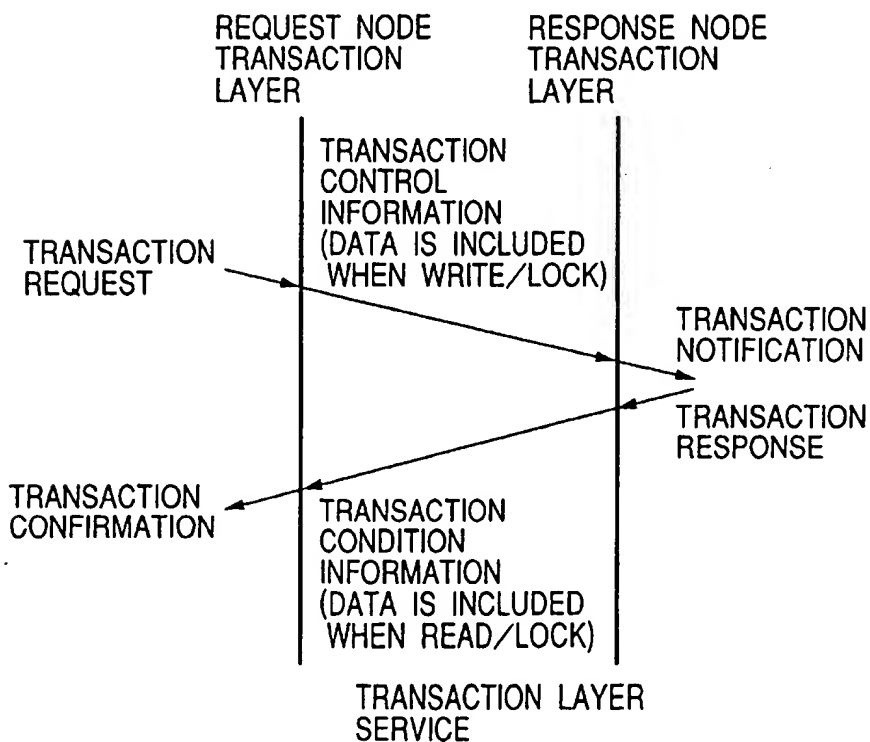 REQUEST NODE
TRANSACTION
LAYER
RESPONSE NODE
TRANSACTION
LAYER
TRANSACTION
CONTROL
INFORMATION
(DATA IS INCLUDED
WHEN WRITE/LOCK)
TRANSACTION
REQUEST
TRANSACTION
NOTIFICATION
TRANSACTION
RESPONSE
TRANSACTION
CONFIRMATION
TRANSACTION
CONDITION
INFORMATION
(DATA IS INCLUDED
WHEN READ/LOCK)
TRANSACTION LAYER
SERVICE